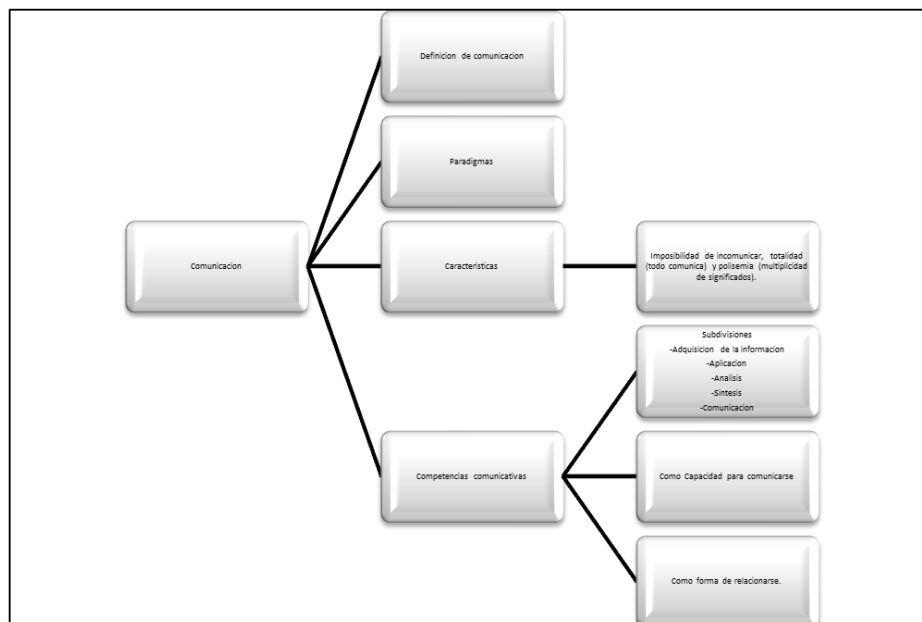 Definicion de comunicacion
Paradigmas
Comunicacion
Caracteristicas
Imposibilidad de incomunicar, totalidad
(todo comunica) y polisemia (multiplicidad
de significados).
Subdivisiones
-Adquisicion de la informacion
-Aplicacion
-Analisis
-Sintesis
-Comunicacion
Competencias comunicativas
Como Capacidad para comunicarse
Como forma de relacionarse.